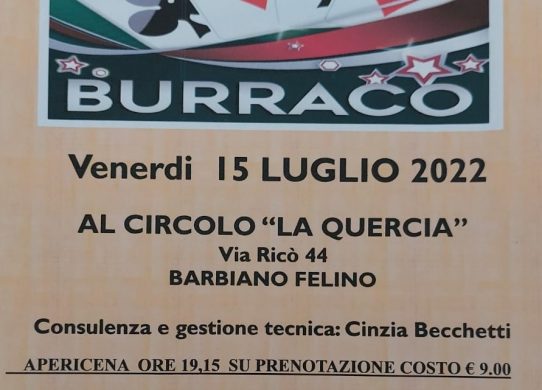 BURRACO
Venerdi 15 LUGLIO 2022
AL CIRCOLO “LA QUERCIA”
Via Ricò 44
BARBIANO FELINO
Consulenza e gestione tecnica: Cinzia Becchetti
APERICENA ORE 19,15 SU PRENOTAZIONE COSTO € 9.00